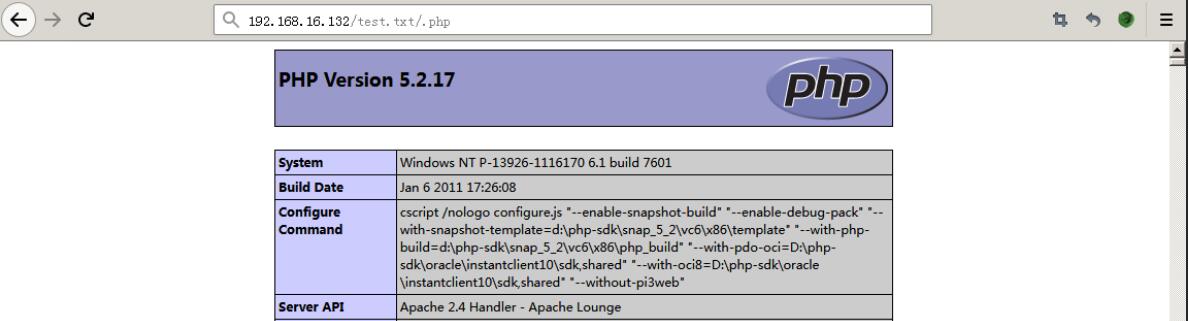 192.168.16.132/test.txt/.php
PHP Version 5.2.17
php
System Windows NT P-13926-1116170 6.1 build 7601
Build Date Jan 6 2011 17:26:08
Configure cscript /nologo configure.js "--enable-snapshot-build" "--enable-debug-pack" "--
Command with-snapshot-template=d:\php-sdk\snap_5_2\vc6\x86\template" "--with-php-
build=d:\php-sdk\snap_5_2\vc6\x86\php_build" "--with-pdo-oci=D:\php-
sdk\oracle\instantclient10\sdk,shared" "--with-oci8=D:\php-sdk\oracle
\instantclient10\sdk,shared" "--without-pi3web"
Server API Apache 2.4 Handler - Apache Lounge